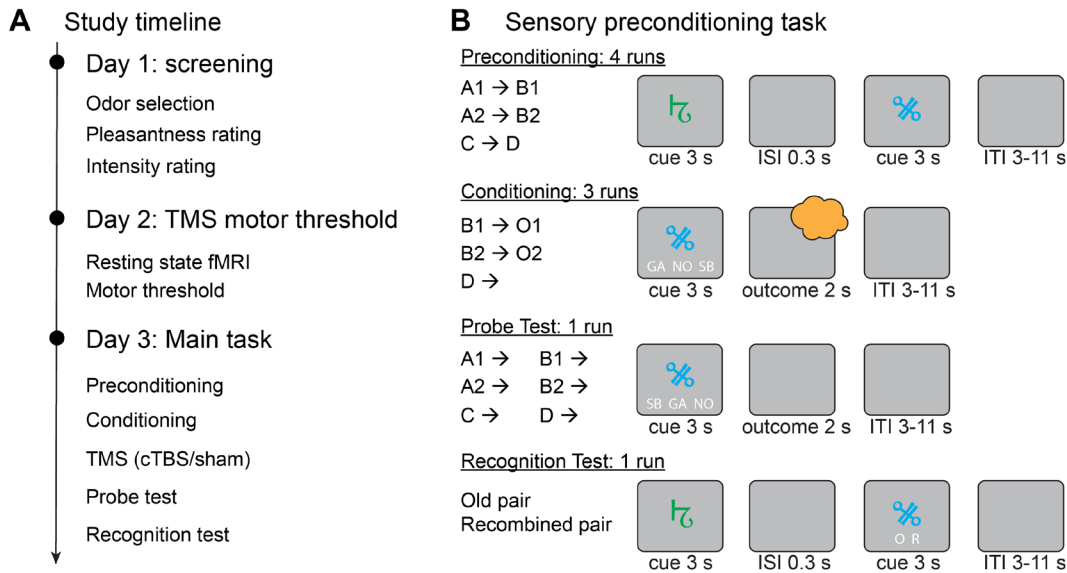 A Study timeline
Day 1: screening
Odor selection
Pleasantness rating
Intensity rating
Day 2: TMS motor threshold
Resting state fMRI
Motor threshold
Day 3: Main task
Preconditioning
Conditioning
TMS (cTBS/sham)
Probe test
Recognition test
B Sensory preconditioning task
Preconditioning: 4 runs
A1 → B1
A2 → B2
C → D
cue 3 s ISI 0.3 s cue 3 s ITI 3-11 s
Conditioning: 3 runs
B1 → O1
B2 → O2
D →
GA NO SB
cue 3 s outcome 2 s ITI 3-11 s
Probe Test: 1 run
A1 → B1 →
A2 → B2 →
C → D →
SB GA NO
cue 3 s outcome 2 s ITI 3-11 s
Recognition Test: 1 run
Old pair
Recombined pair
O R
cue 3 s ISI 0.3 s cue 3 s ITI 3-11 s